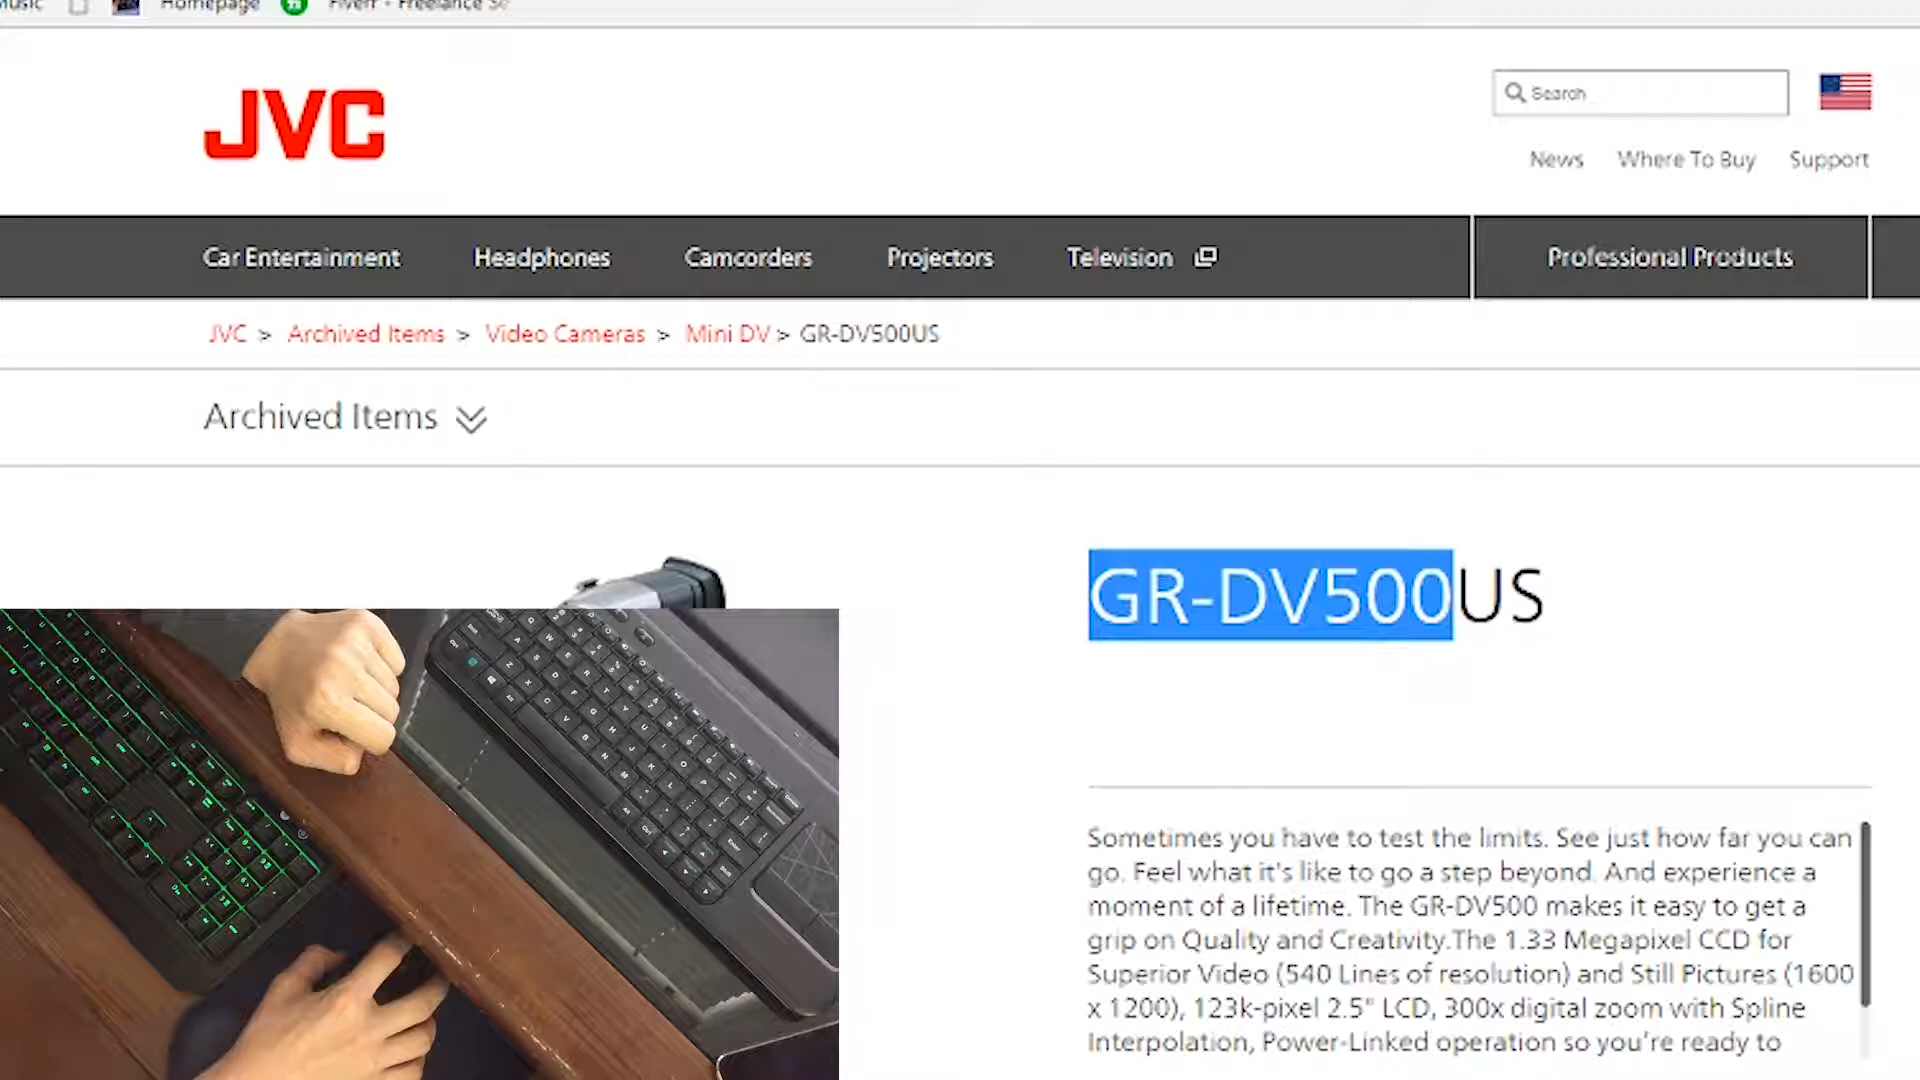 Homepage
Fiverr - Freelance Se
JVC
Search
News Where To Buy Support
Car Entertainment Headphones Camcorders Projectors Television Professional Products
JVC > Archived Items > Video Cameras > Mini DV > GR-DV500US
Archived Items
GR-DV500US
Sometimes you have to test the limits. See just how far you can
go. Feel what it's like to go a step beyond. And experience a
moment of a lifetime. The GR-DV500 makes it easy to get a
grip on Quality and Creativity.The 1.33 Megapixel CCD for
Superior Video (540 Lines of resolution) and Still Pictures (1600
x 1200), 123k-pixel 2.5" LCD, 300x digital zoom with Spline
Interpolation, Power-Linked operation so you're ready to